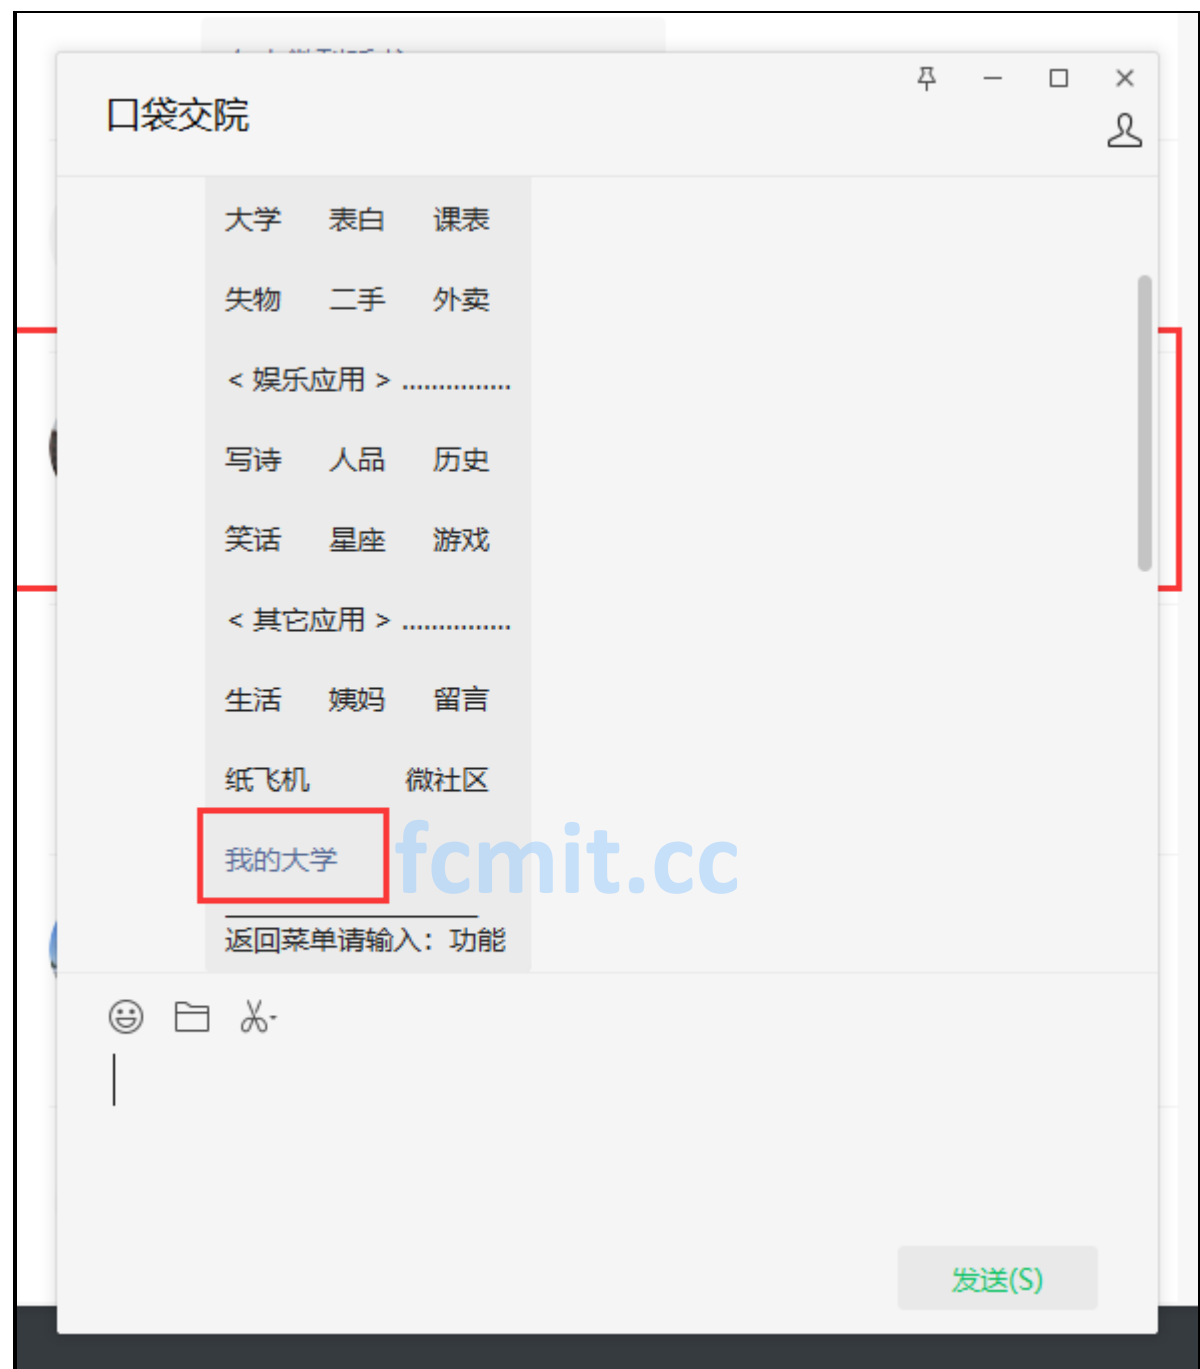 口袋交院
大学 表白 课表
失物 二手 外卖
< 娱乐应用 > ...............
写诗 人品 历史
笑话 星座 游戏
< 其它应用 > ...............
生活 姨妈 留言
纸飞机 微社区
我的大学
fcmit.cc
返回菜单请输入：功能
发送(S)